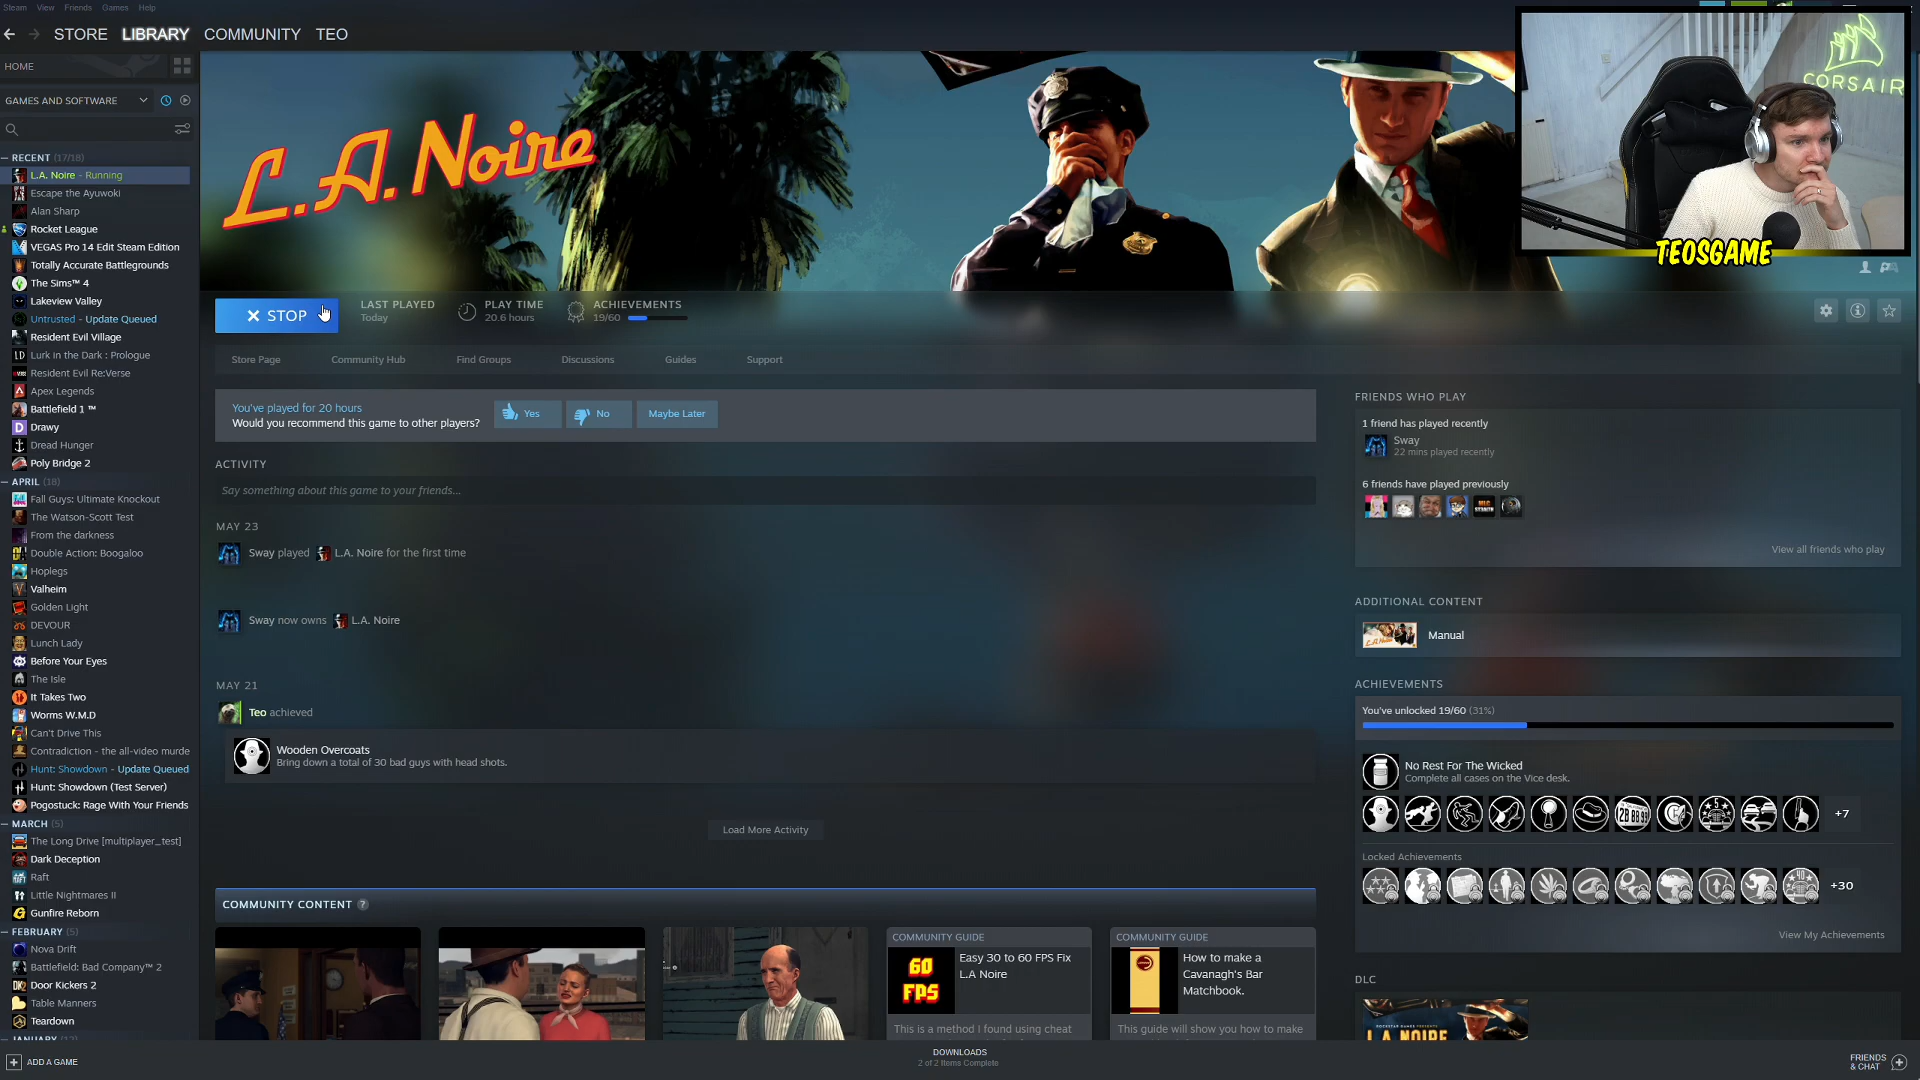 Steam View Friends Games Help
STORE LIBRARY COMMUNITY TEO
HOME
GAMES AND SOFTWARE
RECENT (17/18)
L.A. Noire - Running
Escape the Ayuwoki
Alan Sharp
Rocket League
VEGAS Pro 14 Edit Steam Edition
Totally Accurate Battlegrounds
The Sims™ 4
Lakeview Valley
Untrusted - Update Queued
Resident Evil Village
Lurk in the Dark : Prologue
Resident Evil Re:Verse
Apex Legends
Battlefield 1 ™
Drawy
Dread Hunger
Poly Bridge 2
APRIL (18)
Fall Guys: Ultimate Knockout
The Watson-Scott Test
From the darkness
Double Action: Boogaloo
Hoplegs
Valheim
Golden Light
DEVOUR
Lunch Lady
Before Your Eyes
The Isle
It Takes Two
Worms W.M.D
Can't Drive This
Contradiction - the all-video murde
Hunt: Showdown - Update Queued
Hunt: Showdown (Test Server)
Pogostuck: Rage With Your Friends
MARCH (5)
The Long Drive [multiplayer_test]
Dark Deception
Raft
Little Nightmares II
Gunfire Reborn
FEBRUARY (5)
Nova Drift
Battlefield: Bad Company™ 2
Door Kickers 2
Table Manners
Teardown
ADD A GAME
L.A. Noire
CORSAIR
TEOSGAME
STOP
LAST PLAYED
Today
PLAY TIME
20.6 hours
ACHIEVEMENTS
19/60
Store Page Community Hub Find Groups Discussions Guides Support
You've played for 20 hours
Would you recommend this game to other players?
Yes No Maybe Later
ACTIVITY
Say something about this game to your friends...
MAY 23
Sway played L.A. Noire for the first time
Sway now owns L.A. Noire
MAY 21
Teo achieved
Wooden Overcoats
Bring down a total of 30 bad guys with head shots.
Load More Activity
COMMUNITY CONTENT ?
COMMUNITY GUIDE
60 FPS
Easy 30 to 60 FPS Fix
L.A Noire
This is a method I found using cheat
COMMUNITY GUIDE
How to make a
Cavanagh's Bar
Matchbook.
This guide will show you how to make
FRIENDS WHO PLAY
1 friend has played recently
Sway
22 mins played recently
6 friends have played previously
View all friends who play
ADDITIONAL CONTENT
Manual
ACHIEVEMENTS
You've unlocked 19/60 (31%)
No Rest For The Wicked
Complete all cases on the Vice desk.
+7
Locked Achievements
+30
View My Achievements
DLC
L.A. NOIRE
DOWNLOADS
2 of 2 Items Complete
FRIENDS
& CHAT